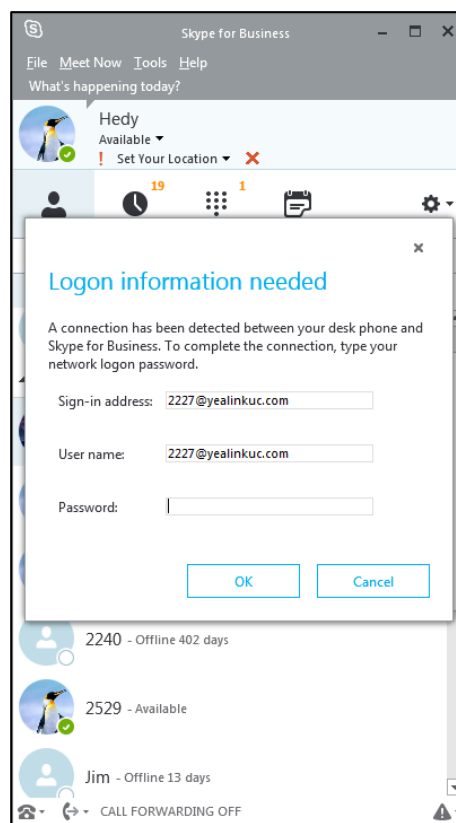 Skype for Business
File Meet Now Tools Help
What's happening today?
Hedy
Available
! Set Your Location
19
1
Logon information needed
A connection has been detected between your desk phone and
Skype for Business. To complete the connection, type your
network logon password.
Sign-in address: 2227@yealinkuc.com
User name: 2227@yealinkuc.com
Password:
OK Cancel
2240 - Offline 402 days
2529 - Available
Jim - Offline 13 days
CALL FORWARDING OFF